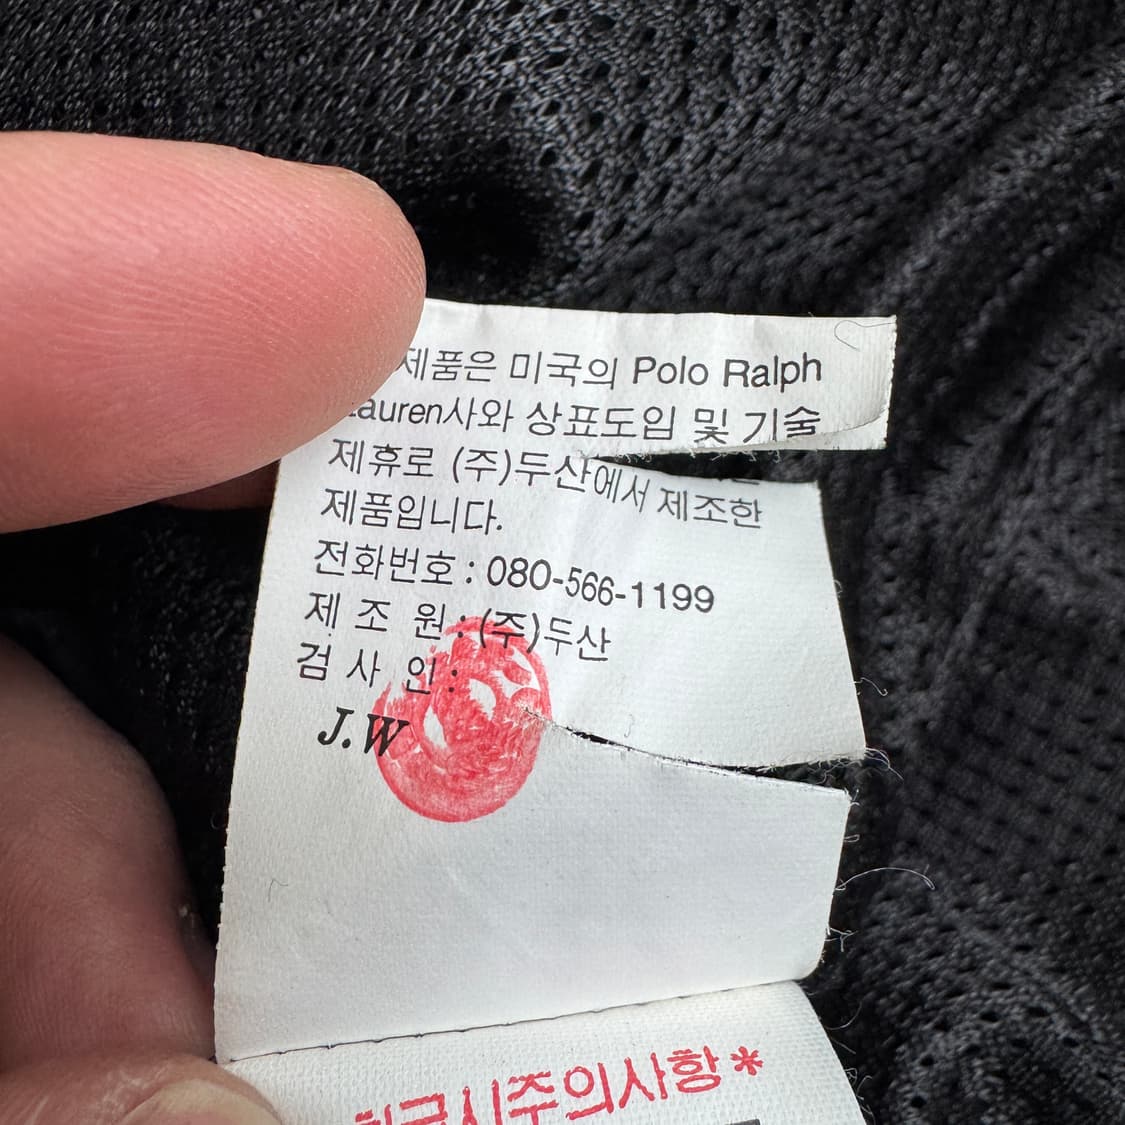 제품은 미국의 Polo Ralph
Lauren사와 상표도입 및 기술
제휴로 (주)두산에서 제조한
제품입니다.
전화번호 : 080-566-1199
제 조 원 : (주)두산
검 사 인 :
J.W
취급시주의사항*